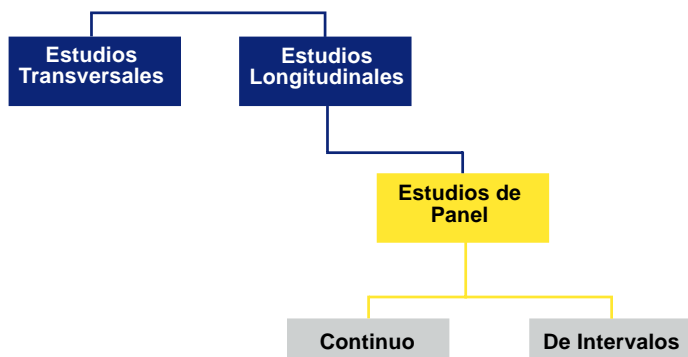 Estudios
Transversales
Estudios
Longitudinales
Estudios de
Panel
Continuo
De Intervalos